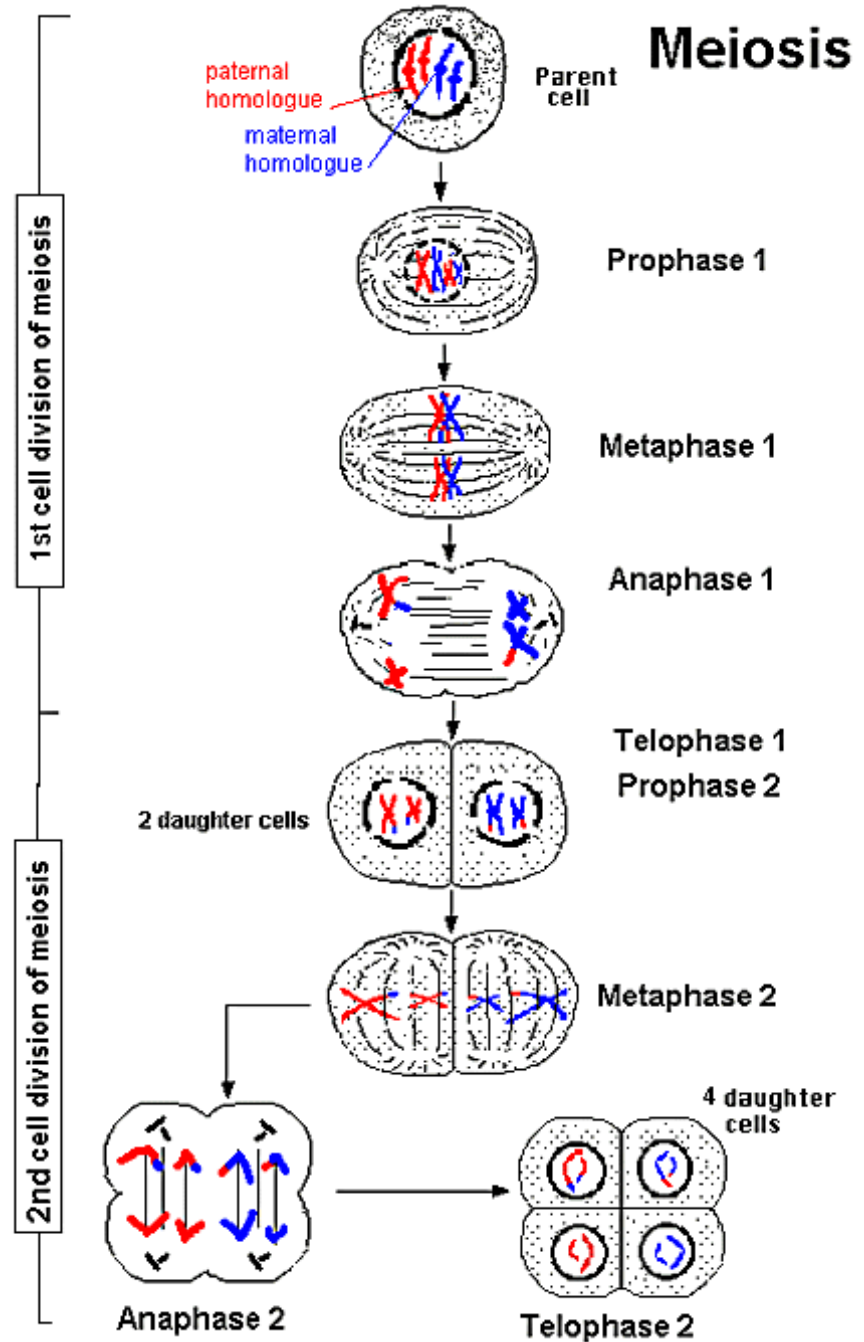 Meiosis
paternal
homologue
Parent
cell
maternal
homologue
1st cell division of meiosis
Prophase 1
Metaphase 1
Anaphase 1
Telophase 1
Prophase 2
2 daughter cells
2nd cell division of meiosis
Metaphase 2
4 daughter
cells
Anaphase 2
Telophase 2